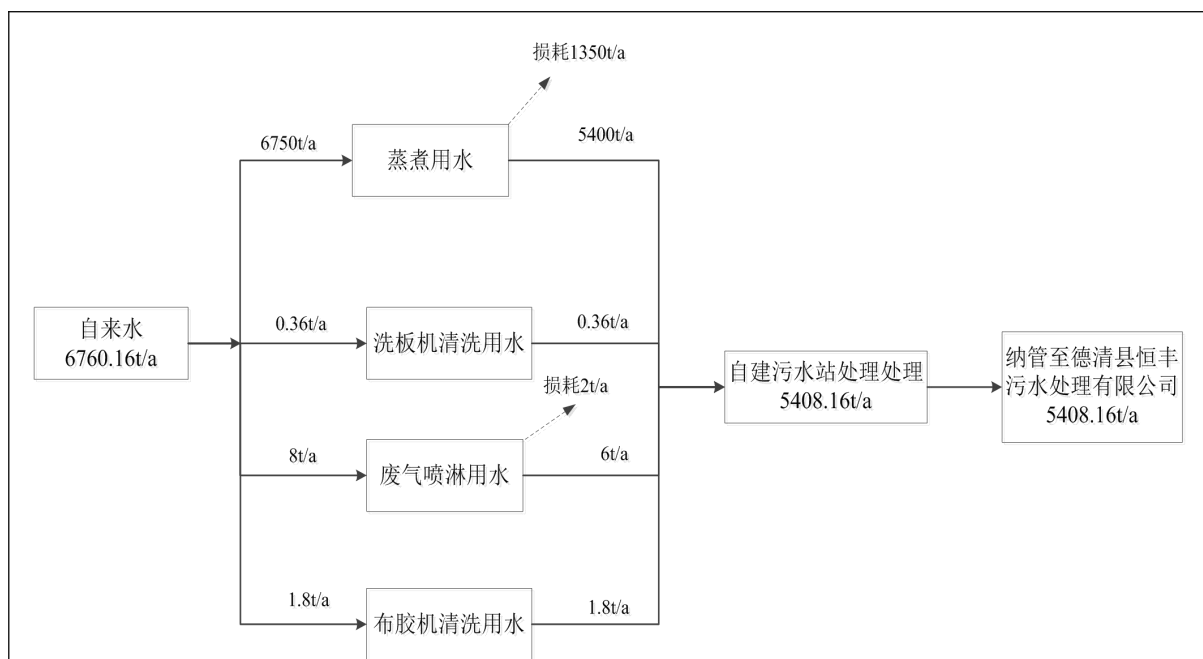 损耗1350t/a
6750t/a
蒸煮用水
5400t/a
自来水
6760.16t/a
0.36t/a
洗板机清洗用水
0.36t/a
损耗2t/a
8t/a
废气喷淋用水
6t/a
1.8t/a
布胶机清洗用水
1.8t/a
自建污水站处理处理
5408.16t/a
纳管至德清县恒丰
污水处理有限公司
5408.16t/a